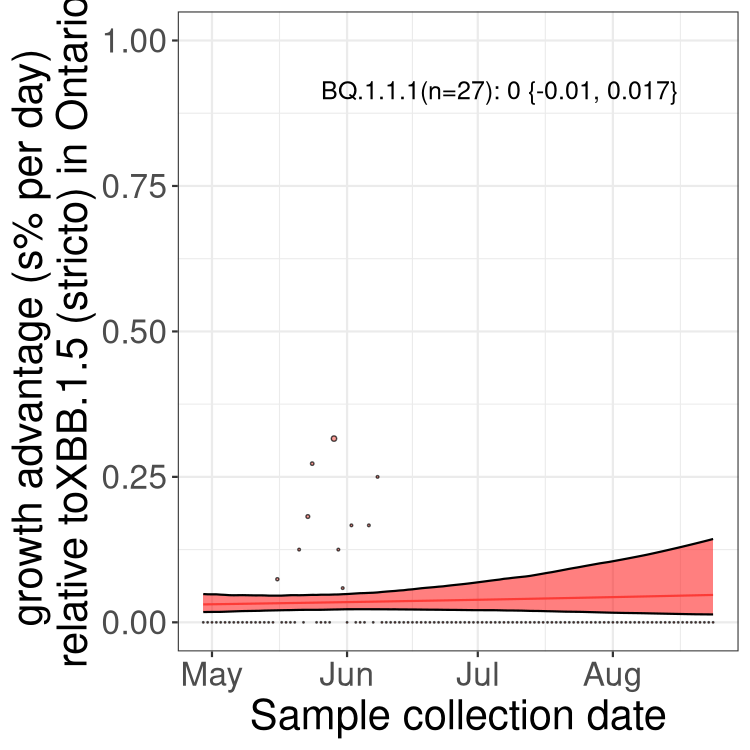 growth advantage (s% per day)
relative toXBB.1.5 (stricto) in Ontario
1.00
0.75
0.50
0.25
0.00
BQ.1.1.1(n=27): 0 {-0.01, 0.017}
May Jun Jul Aug
Sample collection date